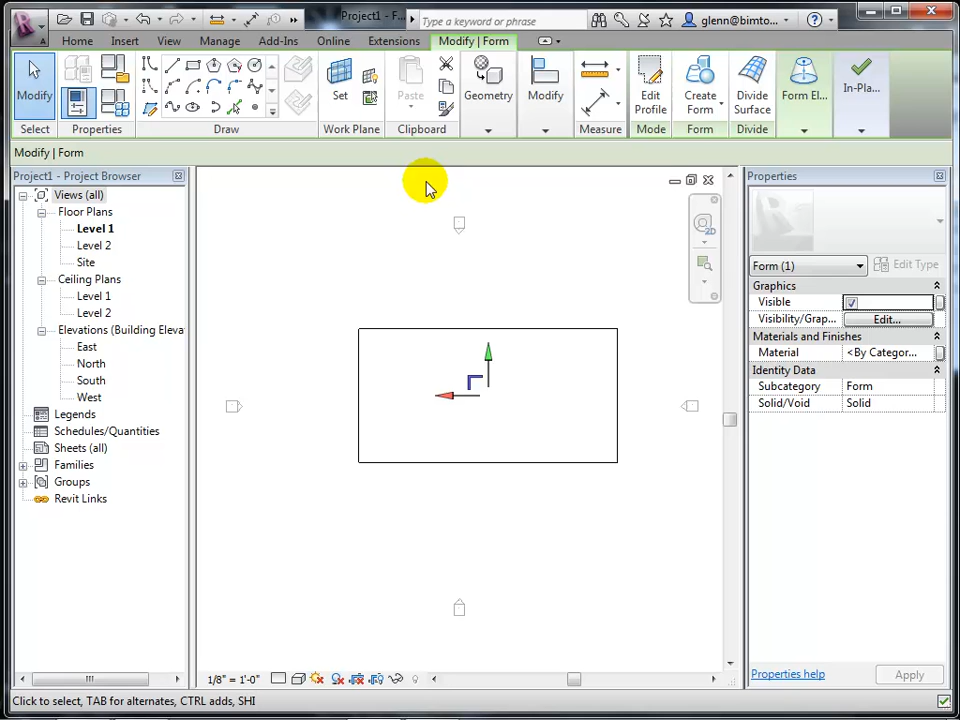 Project1 - F...
Type a keyword or phrase
glenn@bimto...
Home
Insert
View
Manage
Add-Ins
Online
Extensions
Modify | Form
Modify
Select
Properties
Draw
Set
Work Plane
Paste
Clipboard
Geometry
Modify
Measure
Edit
Profile
Mode
Create
Form
Form
Divide
Surface
Divide
Form El...
In-Pla...
Modify | Form
Project1 - Project Browser
Views (all)
Floor Plans
Level 1
Level 2
Site
Ceiling Plans
Level 1
Level 2
Elevations (Building Eleva
East
North
South
West
Legends
Schedules/Quantities
Sheets (all)
Families
Groups
Revit Links
2D
1/8" = 1'-0"
Properties
Form (1)
Edit Type
Graphics
Visible
Visibility/Grap...
Edit...
Materials and Finishes
Material
<By Categor...
Identity Data
Subcategory
Form
Solid/Void
Solid
Properties help
Apply
Click to select, TAB for alternates, CTRL adds, SHI